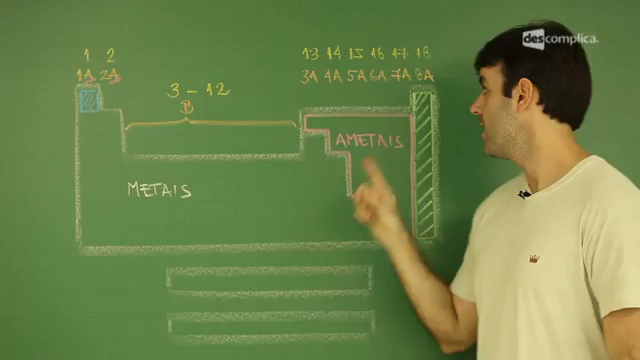 descomplica.
1 2 13 14 15 16 17 18
1A 2A 3A 4A 5A 6A 7A 8A
3 - 12
B
AMETAIS
METAIS